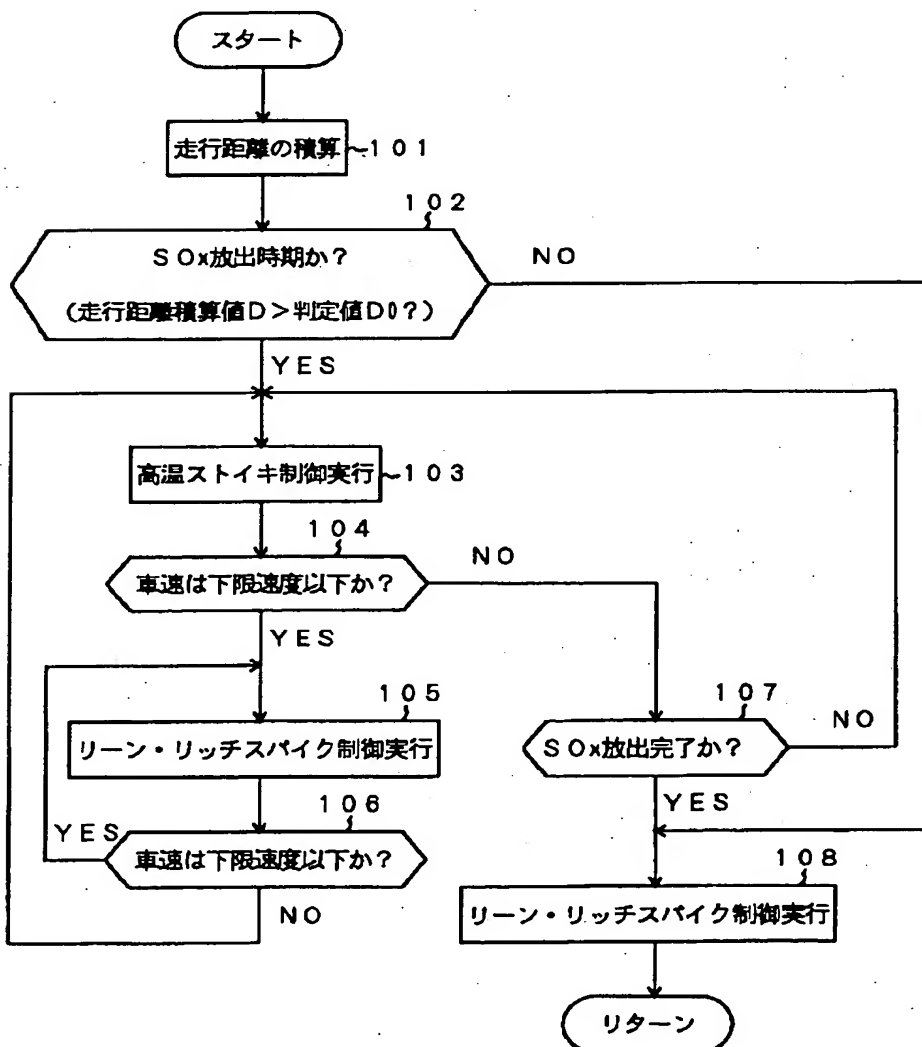 スタート
走行距離の積算 ~101
102
SOx放出時期か?
NO
(走行距離積算値D>判定値D0?)
YES
高温ストイキ制御実行 ~103
104
車速は下限速度以下か?
NO
YES
105
リーン・リッチスパイク制御実行
107
SOx放出完了か?
NO
YES
106
車速は下限速度以下か?
YES
NO
108
リーン・リッチスパイク制御実行
リターン